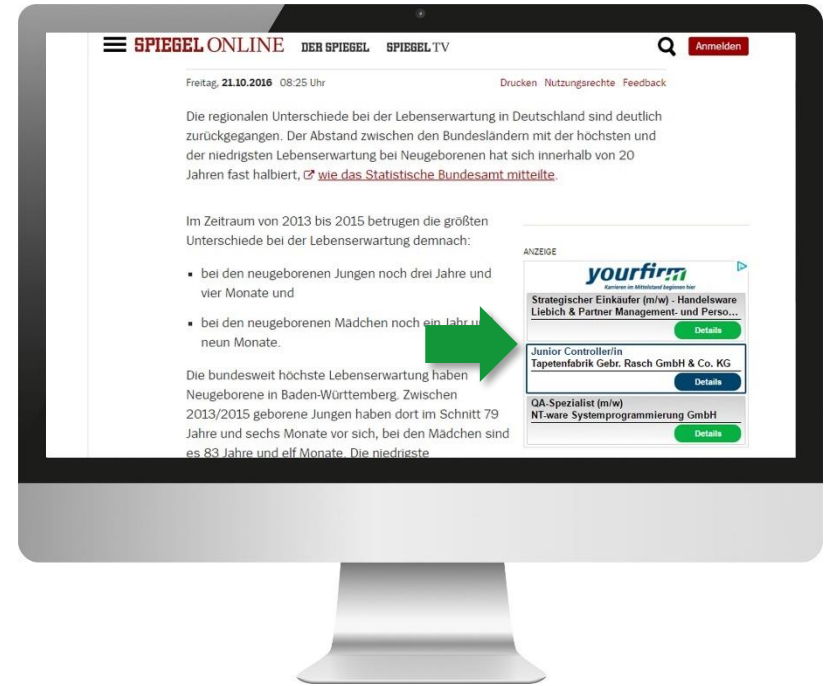 SPIEGEL ONLINE DER SPIEGEL SPIEGEL TV Anmelden
Freitag, 21.10.2016 08:25 Uhr Drucken Nutzungsrechte Feedback
Die regionalen Unterschiede bei der Lebenserwartung in Deutschland sind deutlich
zurückgegangen. Der Abstand zwischen den Bundesländern mit der höchsten und
der niedrigsten Lebenserwartung bei Neugeborenen hat sich innerhalb von 20
Jahren fast halbiert, wie das Statistische Bundesamt mitteilte.
Im Zeitraum von 2013 bis 2015 betrugen die größten
Unterschiede bei der Lebenserwartung demnach:
▪ bei den neugeborenen Jungen noch drei Jahre und
vier Monate und
▪ bei den neugeborenen Mädchen noch ein Jahr
neun Monate.
Die bundesweit höchste Lebenserwartung haben
Neugeborene in Baden-Württemberg. Zwischen
2013/2015 geborene Jungen haben dort im Schnitt 79
Jahre und sechs Monate vor sich, bei den Mädchen sind
es 83 Jahre und elf Monate. Die niedrigste
ANZEIGE
yourfirm
Karrieren im Mittelstand beginnen hier
Strategischer Einkäufer (m/w) - Handelsware
Liebich & Partner Management- und Perso...
Details
Junior Controller/in
Tapetenfabrik Gebr. Rasch GmbH & Co. KG
Details
QA-Spezialist (m/w)
NT-ware Systemprogrammierung GmbH
Details